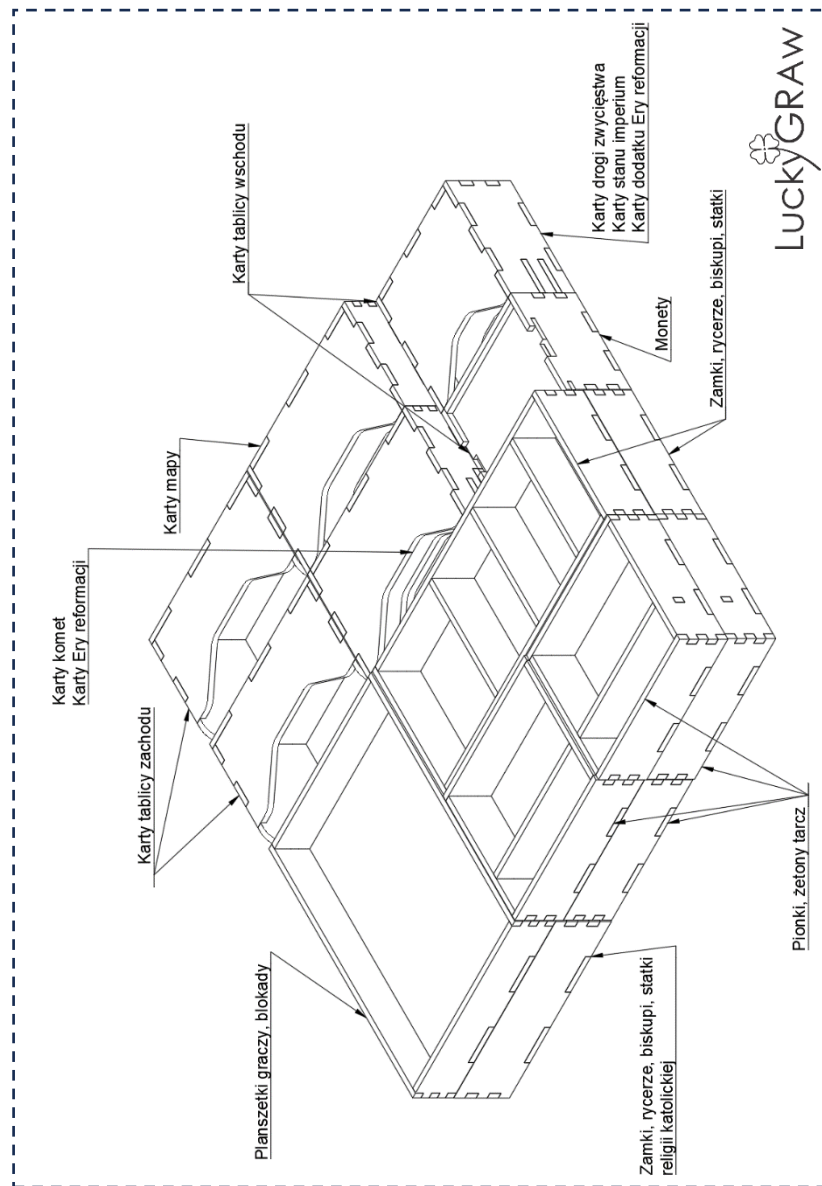 Karty komet
Karty Ery reformacji
Karty mapy
Karty tablicy wschodu
Karty tablicy zachodu
Planszetki graczy, blokady
Karty drogi zwycięstwa
Karty stanu imperium
Karty dodatku Ery reformacji
Monety
Zamki, rycerze, biskupi, statki
Zamki, rycerze, biskupi, statki
religii katolickiej
Pionki, żetony tarcz
LuckyGRAw